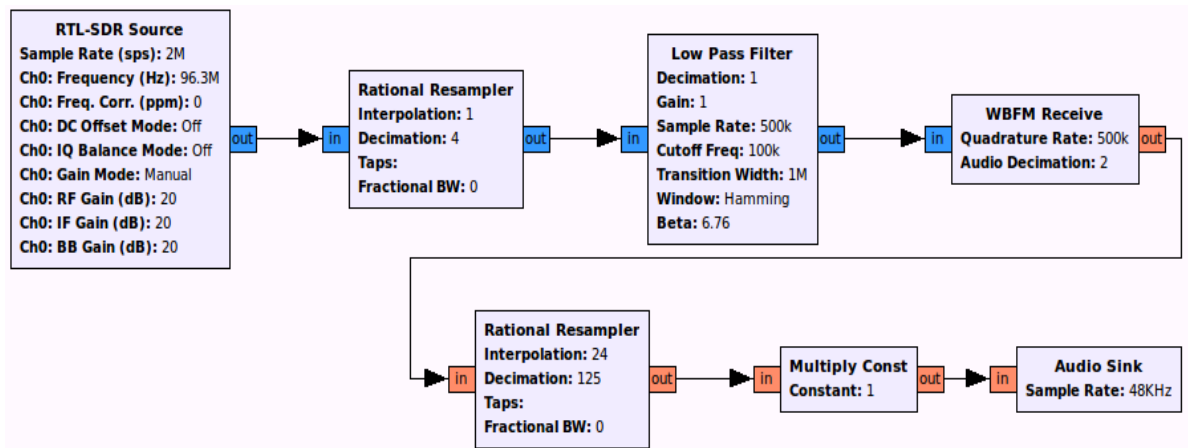 RTL-SDR Source
Sample Rate (sps): 2M
Ch0: Frequency (Hz): 96.3M
Ch0: Freq. Corr. (ppm): 0
Ch0: DC Offset Mode: Off
Ch0: IQ Balance Mode: Off
Ch0: Gain Mode: Manual
Ch0: RF Gain (dB): 20
Ch0: IF Gain (dB): 20
Ch0: BB Gain (dB): 20
out
in
Rational Resampler
Interpolation: 1
Decimation: 4
Taps:
Fractional BW: 0
out
in
Low Pass Filter
Decimation: 1
Gain: 1
Sample Rate: 500k
Cutoff Freq: 100k
Transition Width: 1M
Window: Hamming
Beta: 6.76
out
in
WBFM Receive
Quadrature Rate: 500k
Audio Decimation: 2
out
in
Rational Resampler
Interpolation: 24
Decimation: 125
Taps:
Fractional BW: 0
out
in
Multiply Const
Constant: 1
out
in
Audio Sink
Sample Rate: 48KHz